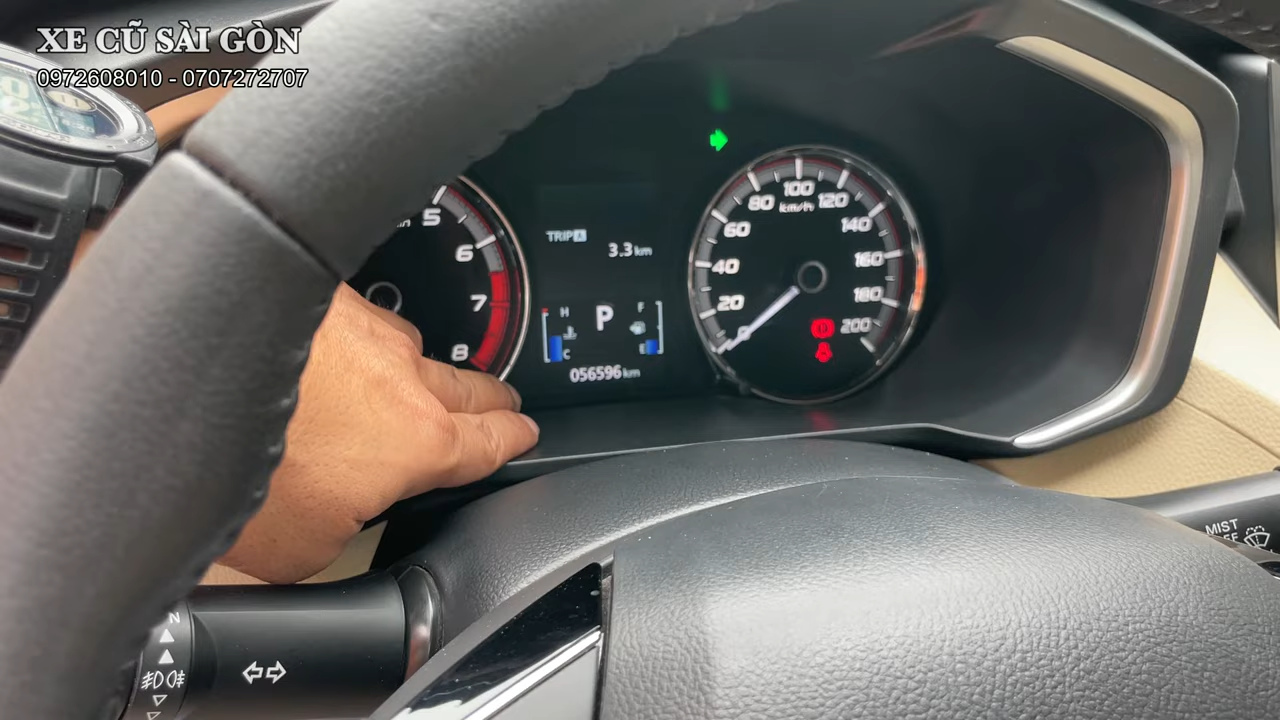 XE CŨ SÀI GÒN
0972608010 - 0707272707
5
6
7
8
TRIP A
3.3 km
H
F
P
C
E
056596 km
0
20
40
60
80
100
120
140
160
180
200
km/h
MIST
N